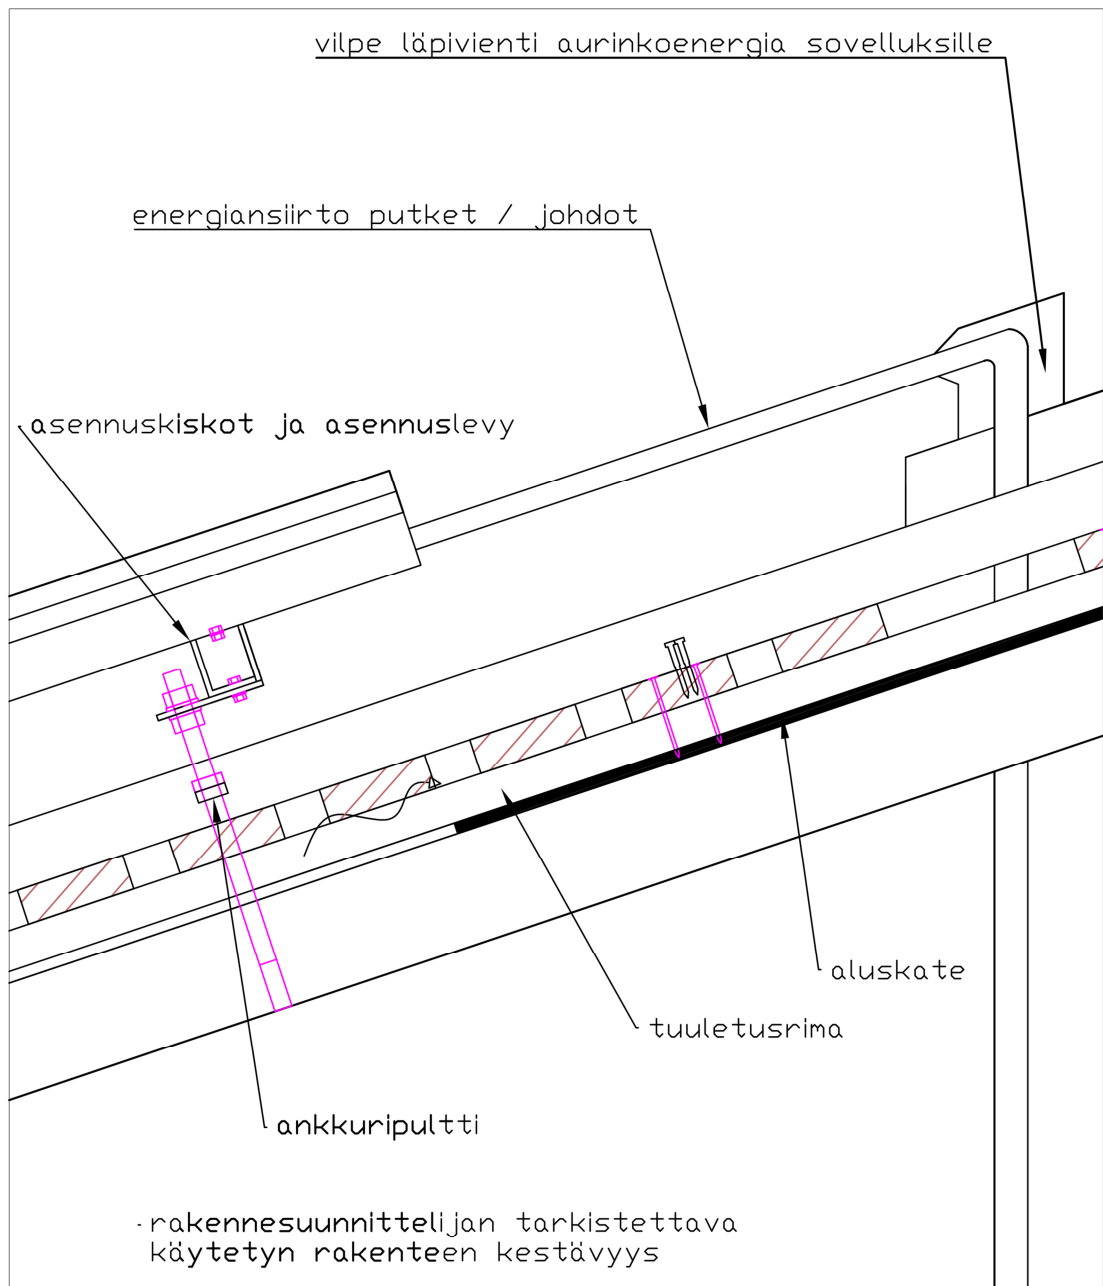 vilpe läpivienti aurinkoenergia sovelluksille
energiansiirto putket / johdot
asennuskiskot ja asennuslevy
aluskate
tuuletusrima
ankkuripultti
- rakennesuunnittelijan tarkistettava
käytetyn rakenteen kestävyys